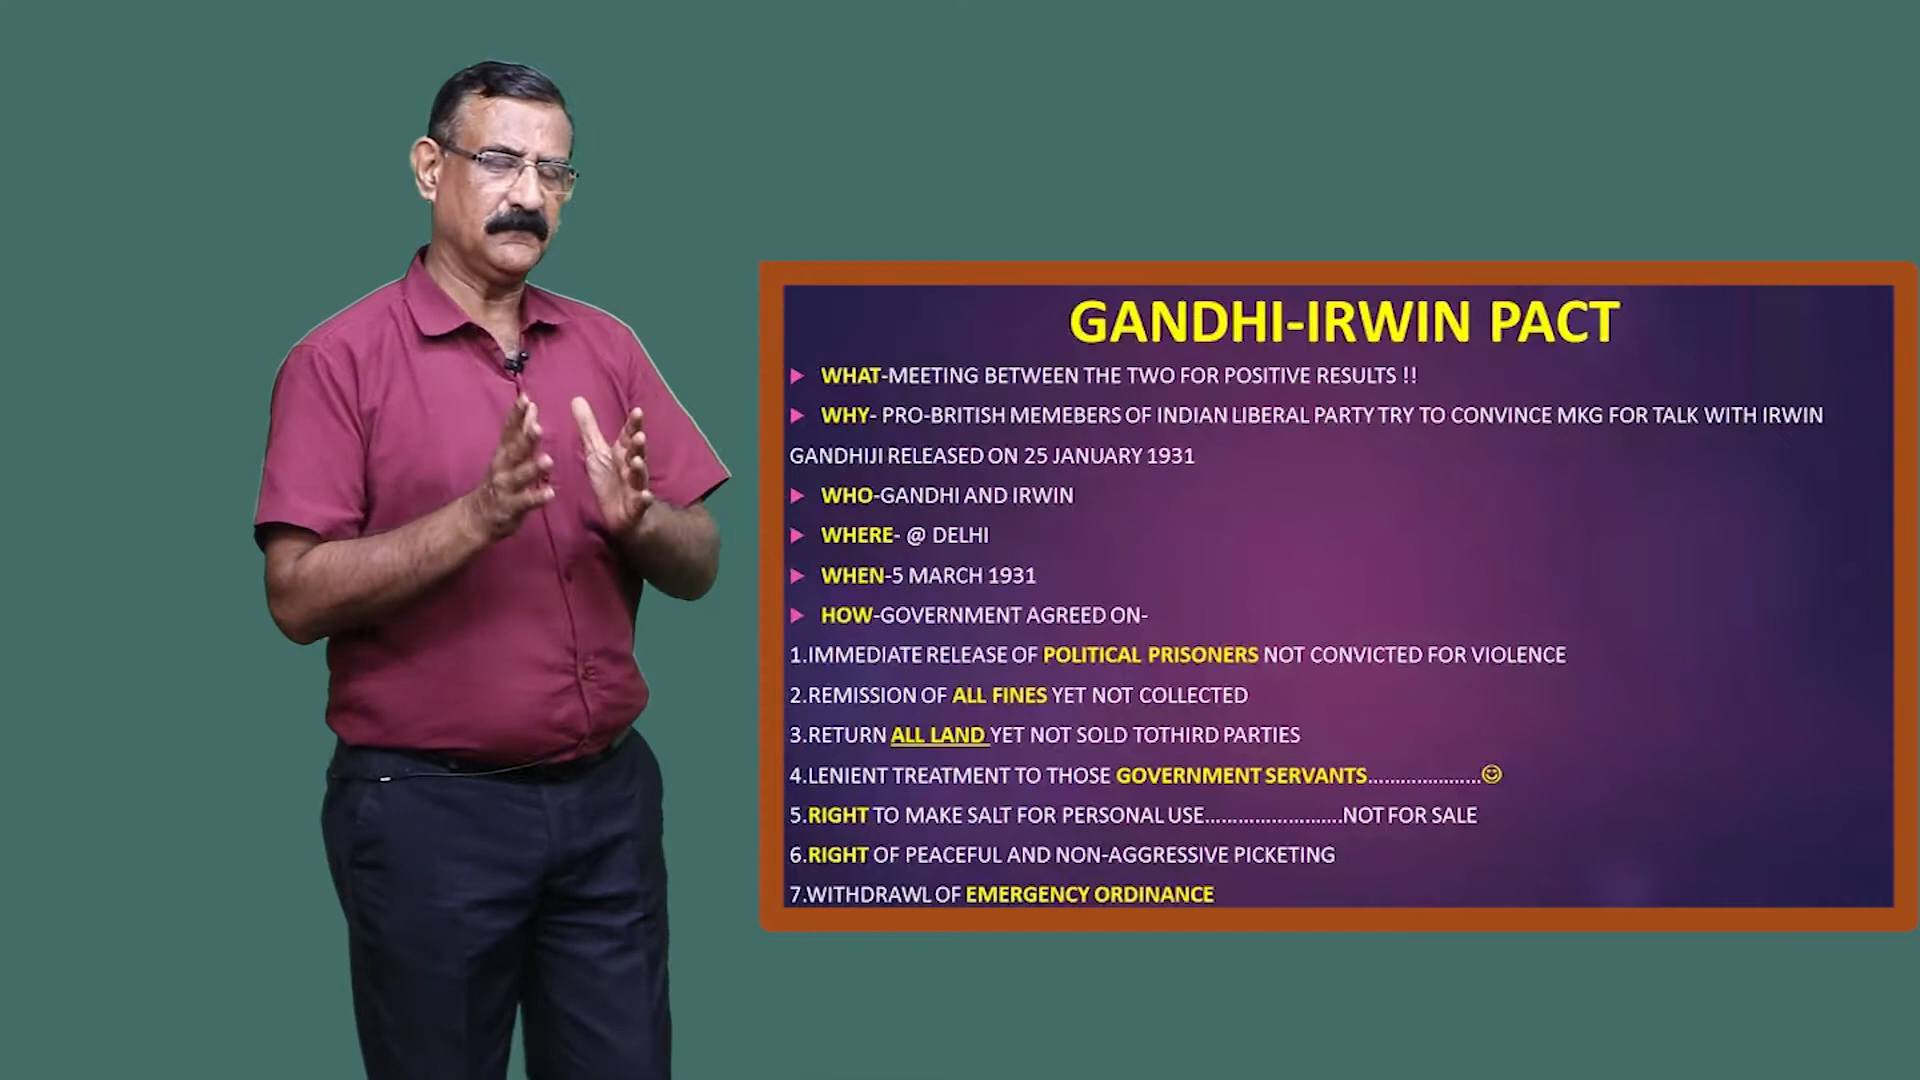 GANDHI-IRWIN PACT
WHAT-MEETING BETWEEN THE TWO FOR POSITIVE RESULTS !!
WHY- PRO-BRITISH MEMEBERS OF INDIAN LIBERAL PARTY TRY TO CONVINCE MKG FOR TALK WITH IRWIN
GANDHIJI RELEASED ON 25 JANUARY 1931
WHO-GANDHI AND IRWIN
WHERE- @ DELHI
WHEN-5 MARCH 1931
HOW-GOVERNMENT AGREED ON-
1.IMMEDIATE RELEASE OF POLITICAL PRISONERS NOT CONVICTED FOR VIOLENCE
2.REMISSION OF ALL FINES YET NOT COLLECTED
3.RETURN ALL LAND YET NOT SOLD TOTHIRD PARTIES
4.LENIENT TREATMENT TO THOSE GOVERNMENT SERVANTS.....................☺
5.RIGHT TO MAKE SALT FOR PERSONAL USE.........................NOT FOR SALE
6.RIGHT OF PEACEFUL AND NON-AGGRESSIVE PICKETING
7.WITHDRAWL OF EMERGENCY ORDINANCE